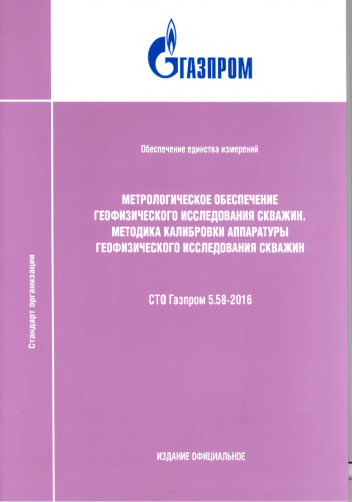 ГАЗПРОМ
Обеспечение единства измерений
МЕТРОЛОГИЧЕСКОЕ ОБЕСПЕЧЕНИЕ
ГЕОФИЗИЧЕСКОГО ИССЛЕДОВАНИЯ СКВАЖИН.
МЕТОДИКА КАЛИБРОВКИ АППАРАТУРЫ
ГЕОФИЗИЧЕСКОГО ИССЛЕДОВАНИЯ СКВАЖИН
СТО Газпром 5.58-2016
Стандарт организации
ИЗДАНИЕ ОФИЦИАЛЬНОЕ